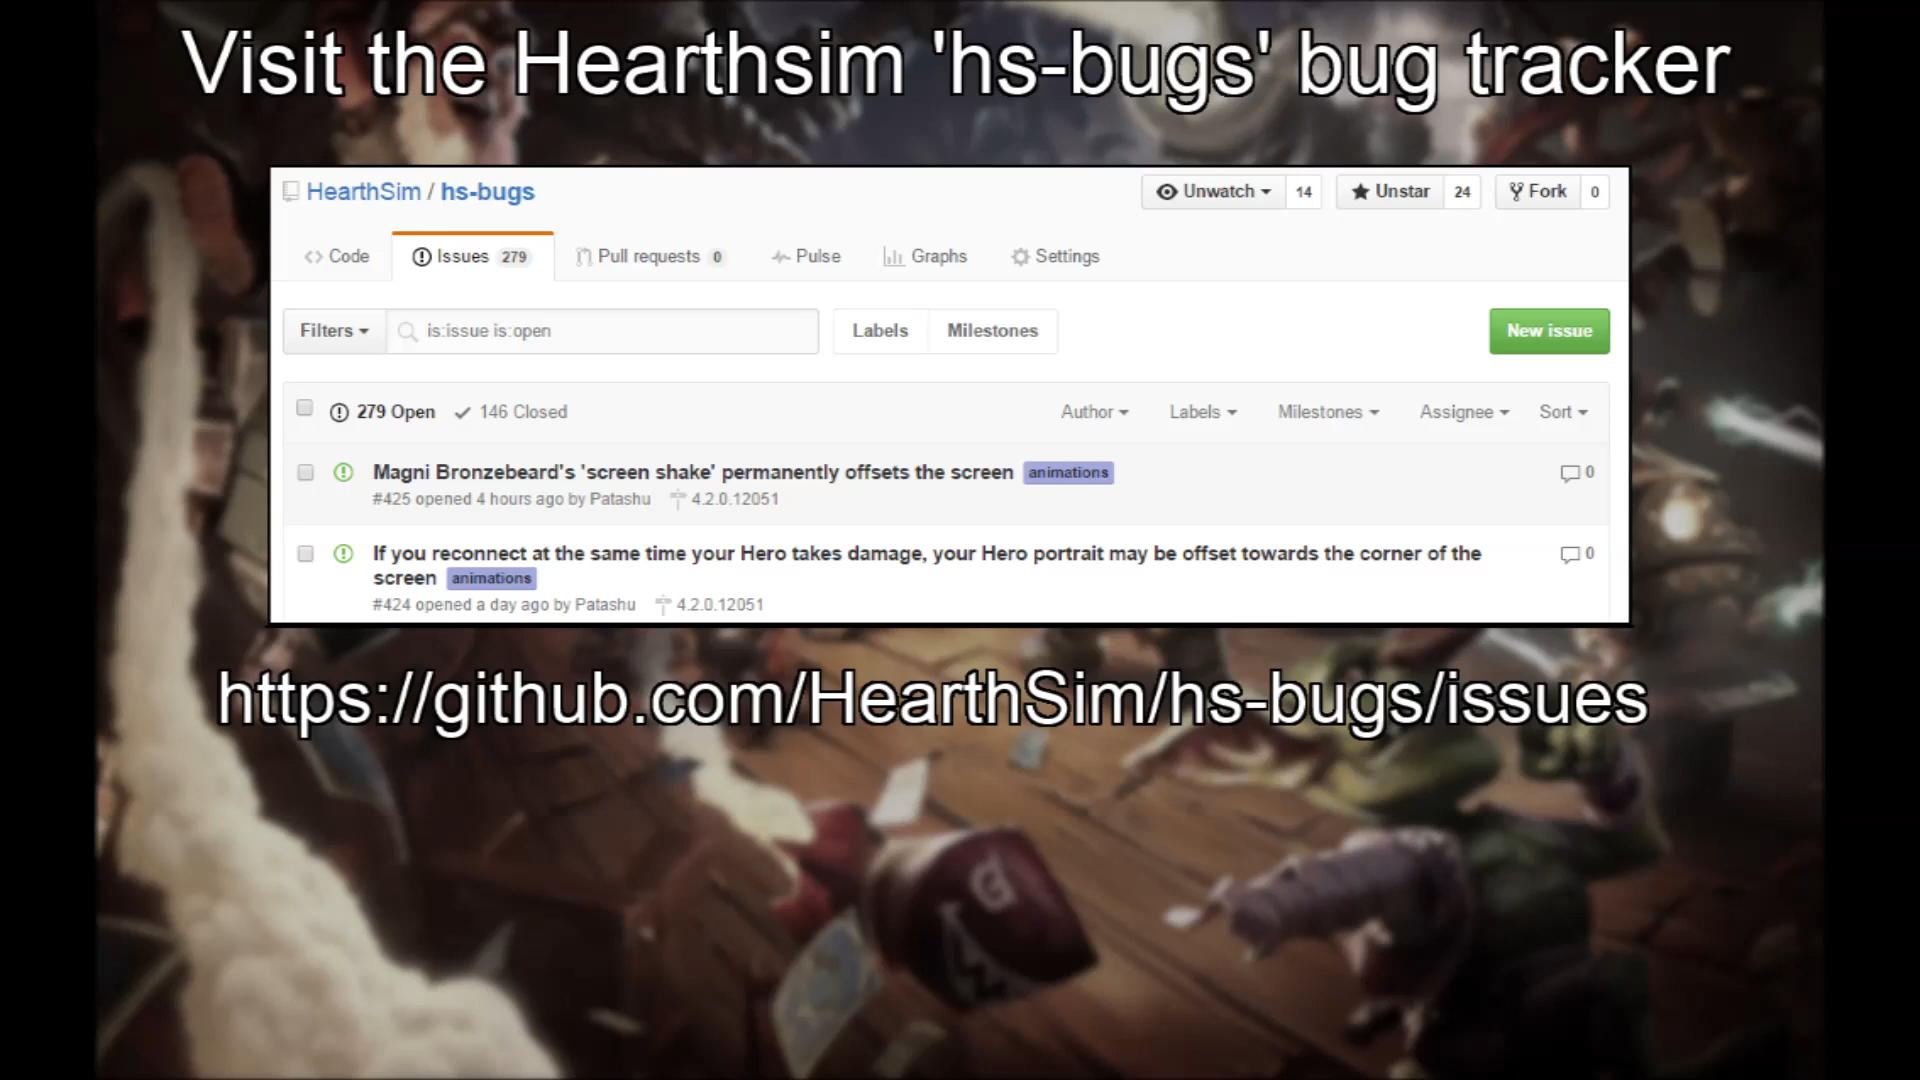 Visit the Hearthsim 'hs-bugs' bug tracker
HearthSim / hs-bugs
Unwatch 14
Unstar 24
Fork 0
Code
Issues 279
Pull requests 0
Pulse
Graphs
Settings
Filters
is:issue is:open
Labels
Milestones
New issue
279 Open
146 Closed
Author
Labels
Milestones
Assignee
Sort
Magni Bronzebeard's 'screen shake' permanently offsets the screen animations
0
#425 opened 4 hours ago by Patashu 4.2.0.12051
If you reconnect at the same time your Hero takes damage, your Hero portrait may be offset towards the corner of the
0
screen animations
#424 opened a day ago by Patashu 4.2.0.12051
https://github.com/HearthSim/hs-bugs/issues